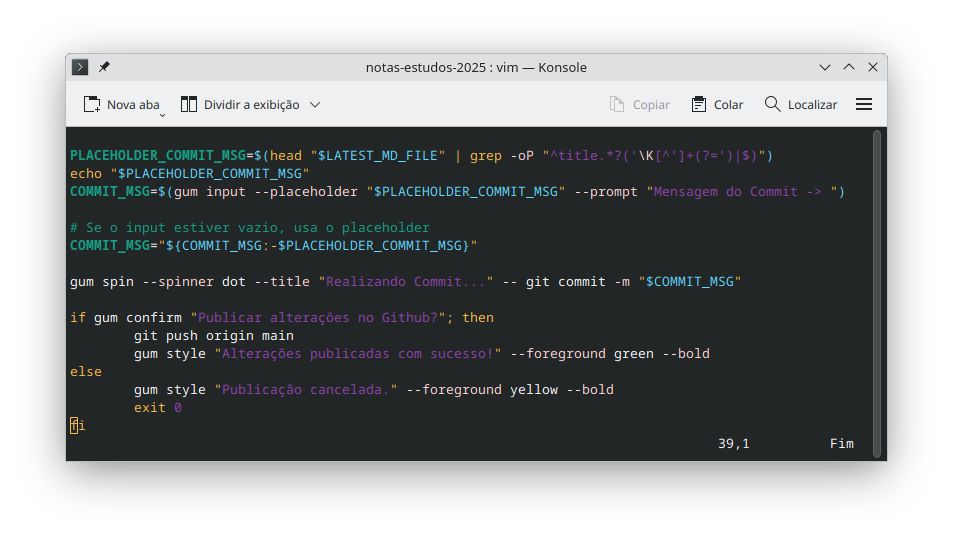 notas-estudos-2025 : vim — Konsole
Nova aba
Dividir a exibição
Copiar
Colar
Localizar
PLACEHOLDER_COMMIT_MSG=$(head "$LATEST_MD_FILE" | grep -oP "^title.*?('\K[^']+(?=')|$)")
echo "$PLACEHOLDER_COMMIT_MSG"
COMMIT_MSG=$(gum input --placeholder "$PLACEHOLDER_COMMIT_MSG" --prompt "Mensagem do Commit -> ")
# Se o input estiver vazio, usa o placeholder
COMMIT_MSG="${COMMIT_MSG:-$PLACEHOLDER_COMMIT_MSG}"
gum spin --spinner dot --title "Realizando Commit..." -- git commit -m "$COMMIT_MSG"
if gum confirm "Publicar alterações no Github?"; then
        git push origin main
        gum style "Alterações publicadas com sucesso!" --foreground green --bold
else
        gum style "Publicação cancelada." --foreground yellow --bold
        exit 0
fi
39,1 Fim